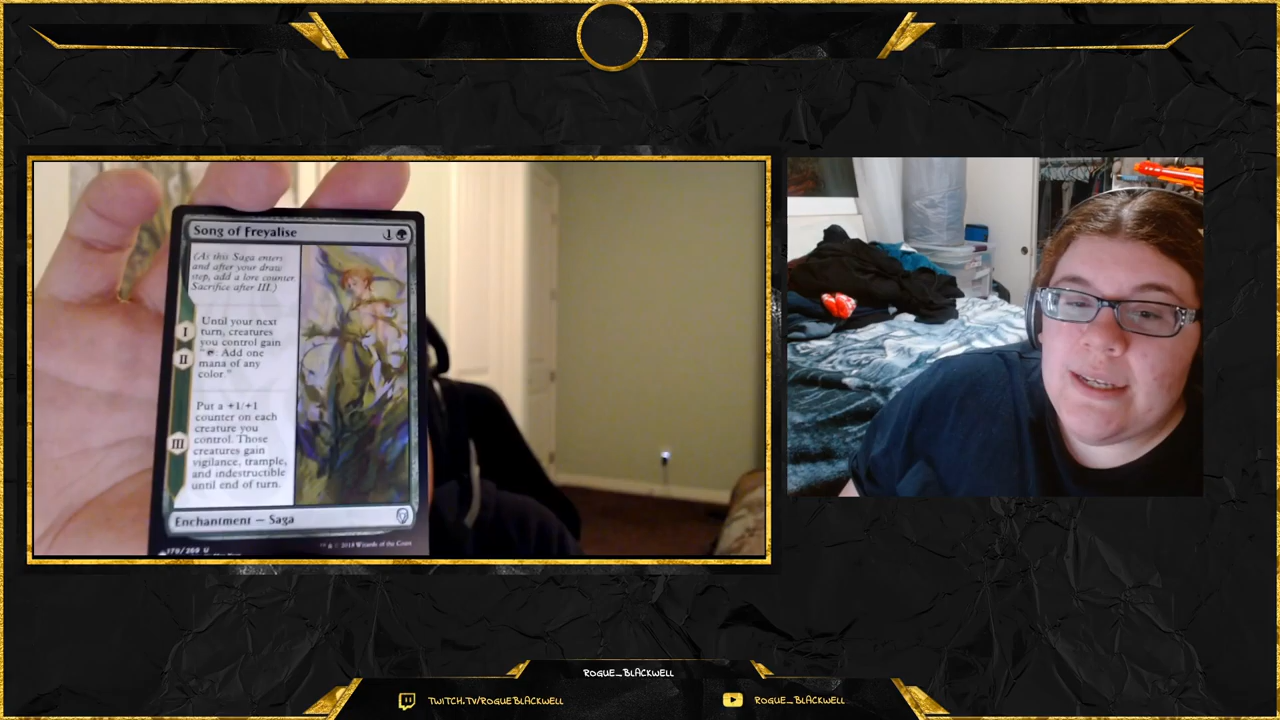 Song of Freyalise 1
(As this Saga enters
and after your draw
step, add a lore counter.
Sacrifice after III.)
I
II
Until your next
turn, creatures
you control gain
": Add one
mana of any
color."
III
Put a +1/+1
counter on each
creature you
control. Those
creatures gain
vigilance, trample,
and indestructible
until end of turn.
Enchantment — Saga
179/269 U
2018 Wizards of the Coast
ROGUE_BLACKWELL
TWITCH.TV/ROGUEBLACKWELL
ROGUE_BLACKWELL